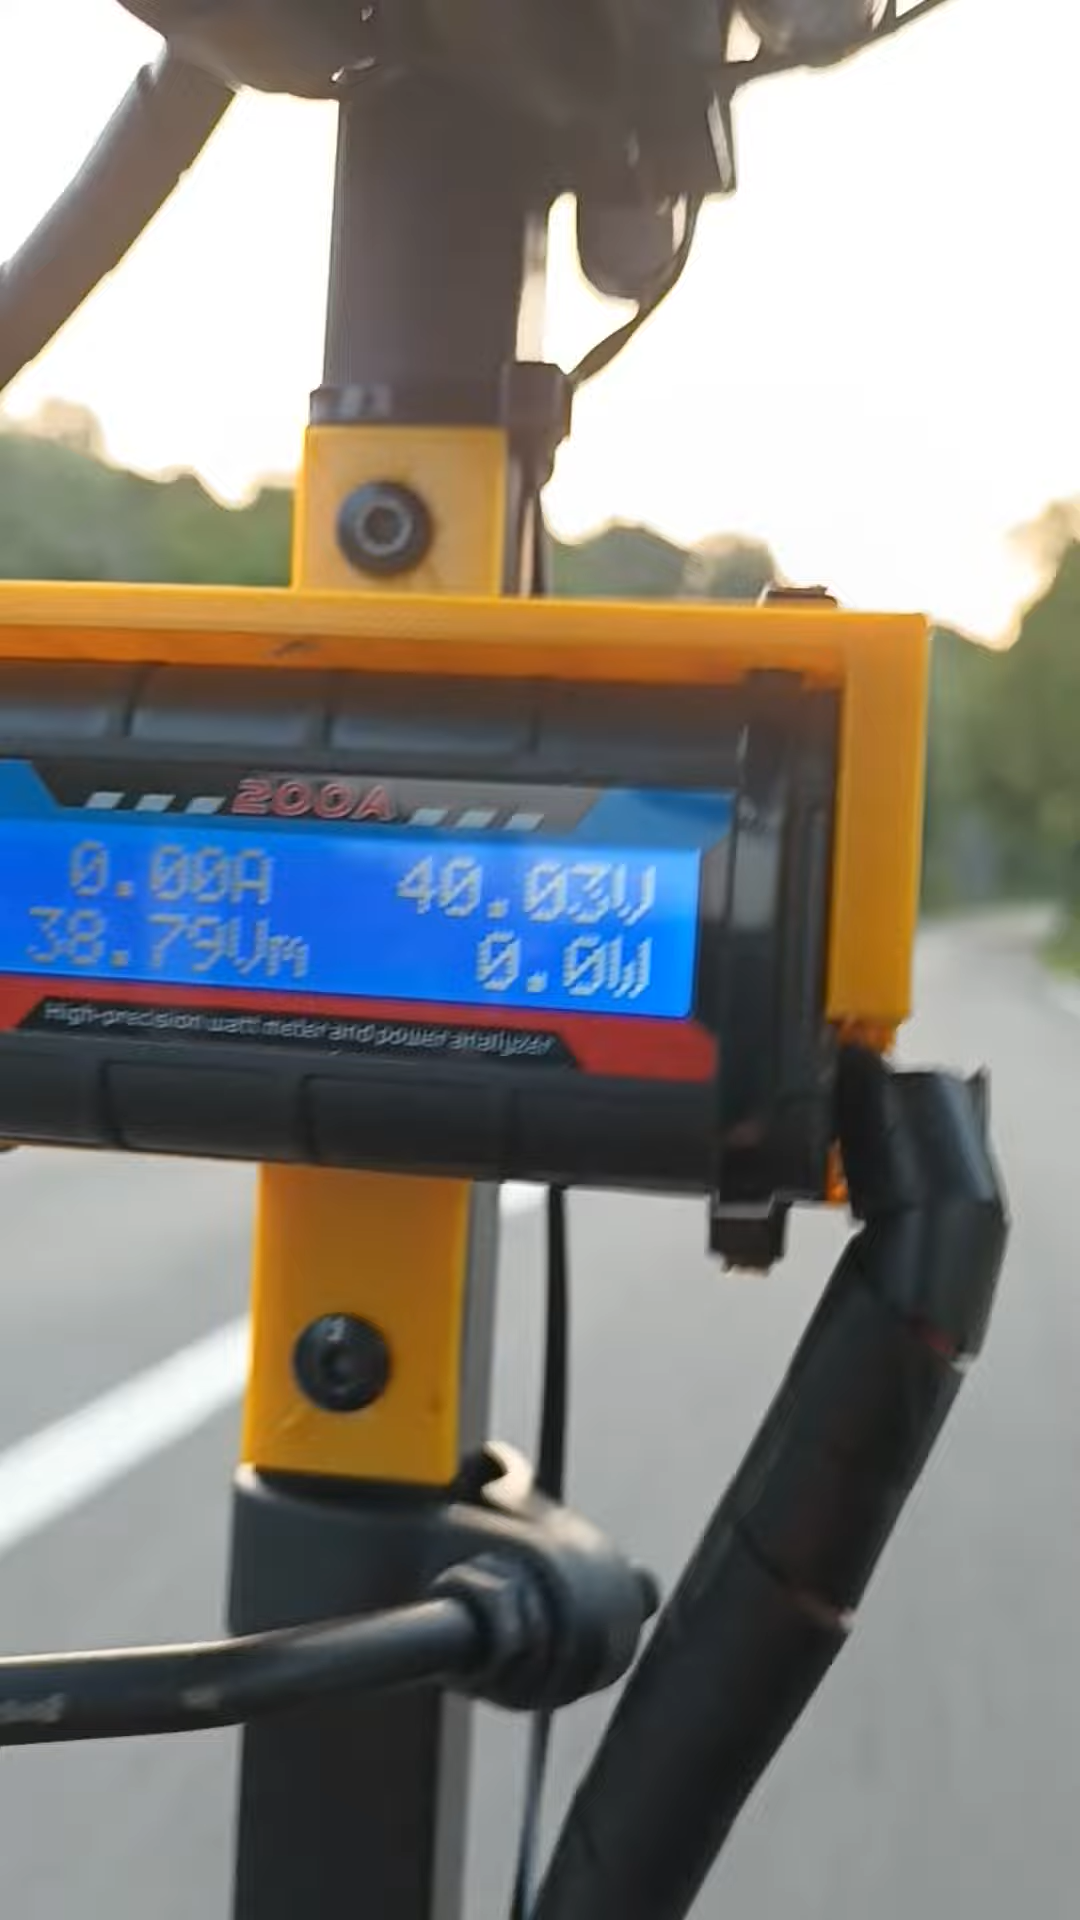 200A
0.00A 40.03V
38.79Vm 0.0W
High-precision watt meter and power analyzer